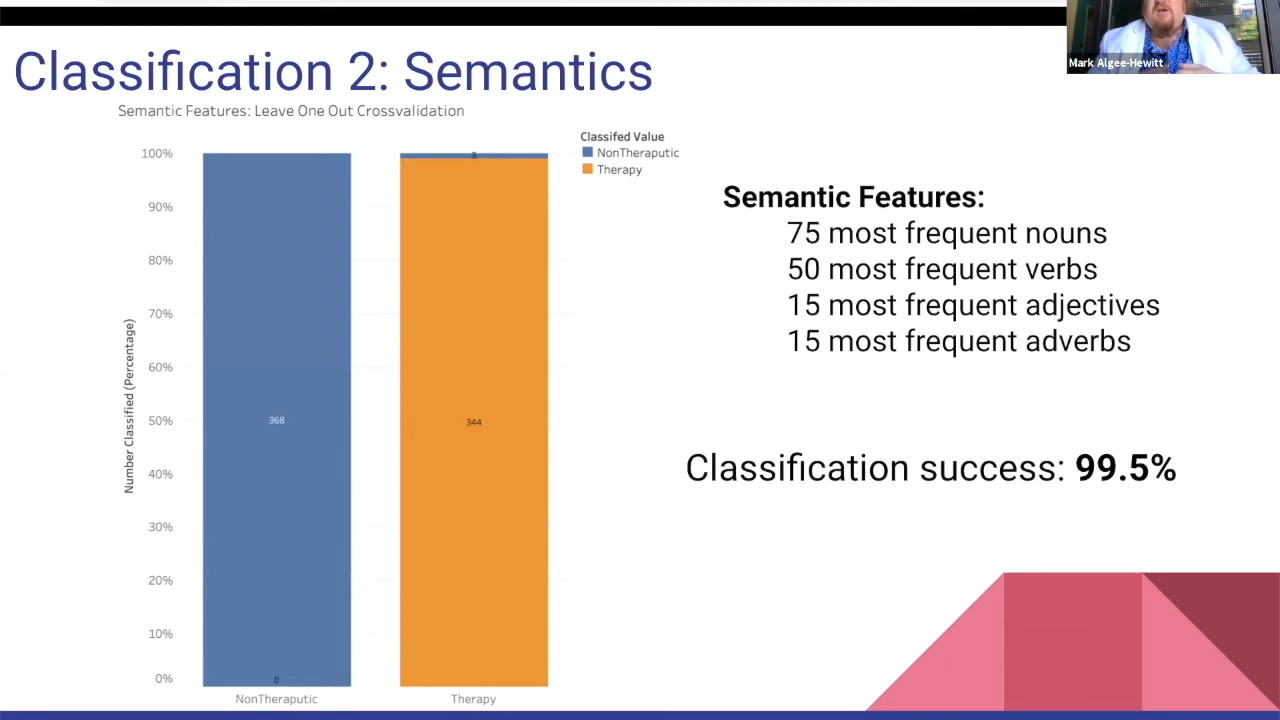 Classification 2: Semantics
Mark Algee-Hewitt
Semantic Features: Leave One Out Crossvalidation
Classifed Value
NonTheraputic
Therapy
100%
90%
80%
70%
60%
50%
40%
30%
20%
10%
0%
Number Classified (Percentage)
3
368
344
0
NonTheraputic
Therapy
Semantic Features:
75 most frequent nouns
50 most frequent verbs
15 most frequent adjectives
15 most frequent adverbs
Classification success: 99.5%